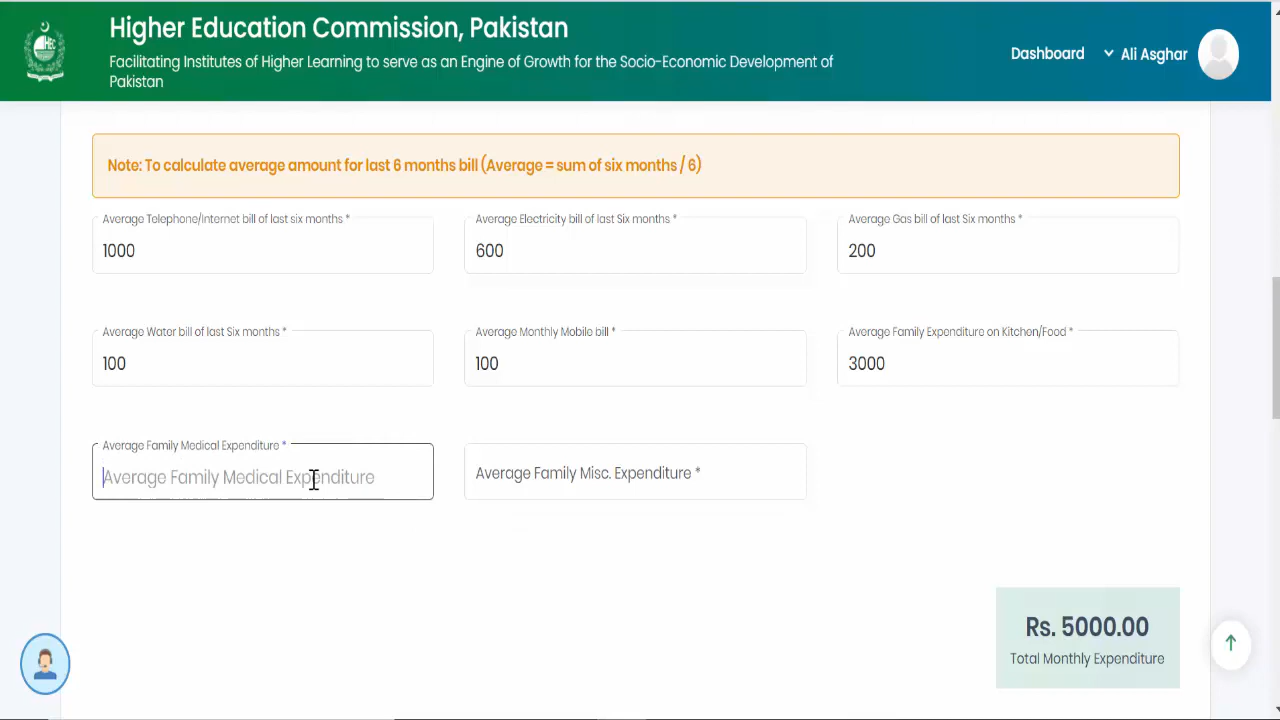 Higher Education Commission, Pakistan
Facilitating Institutes of Higher Learning to serve as an Engine of Growth for the Socio-Economic Development of
Pakistan
Dashboard
Ali Asghar
HEC
Note: To calculate average amount for last 6 months bill (Average = sum of six months / 6)
Average Telephone/Internet bill of last six months *
1000
Average Electricity bill of last Six months *
600
Average Gas bill of last Six months *
200
Average Water bill of last Six months *
100
Average Monthly Mobile bill *
100
Average Family Expenditure on Kitchen/Food *
3000
Average Family Medical Expenditure *
Average Family Medical Expenditure
Average Family Misc. Expenditure *
Rs. 5000.00
Total Monthly Expenditure